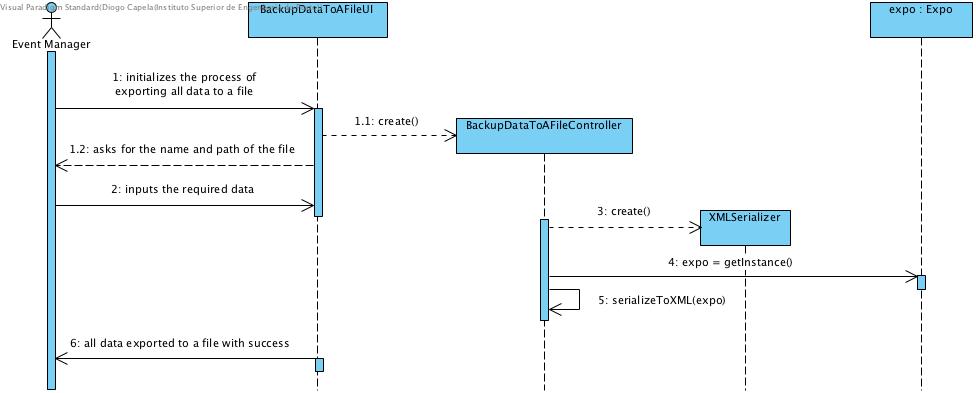 Visual Paradigm Standard(Diogo Capela(Instituto Superior de Enge
BackupDataToAFileUI
expo : Expo
Event Manager
1: initializes the process of
exporting all data to a file
1.1: create()
BackupDataToAFileController
1.2: asks for the name and path of the file
2: inputs the required data
3: create()
XMLSerializer
4: expo = getInstance()
5: serializeToXML(expo)
6: all data exported to a file with success